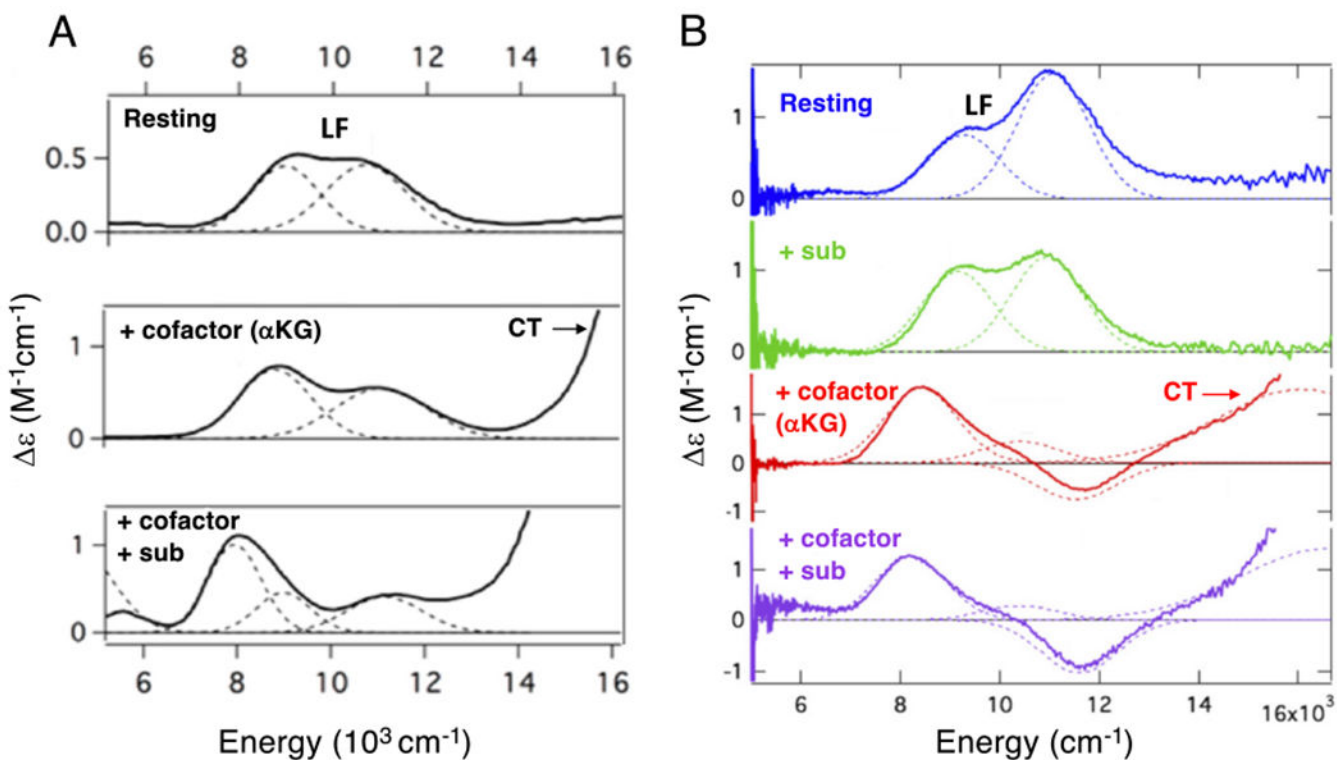 A
6 8 10 12 14 16
Resting
LF
0.5
0.0
+ cofactor (αKG)
CT
1
0
+ cofactor
+ sub
1
0
6 8 10 12 14 16
Energy (10³ cm⁻¹)
Δε (M⁻¹cm⁻¹)
B
Resting
LF
1
0
+ sub
1
0
+ cofactor
(αKG)
CT
1
0
-1
+ cofactor
+ sub
1
0
-1
6 8 10 12 14 16x10³
Energy (cm⁻¹)
Δε (M⁻¹cm⁻¹)